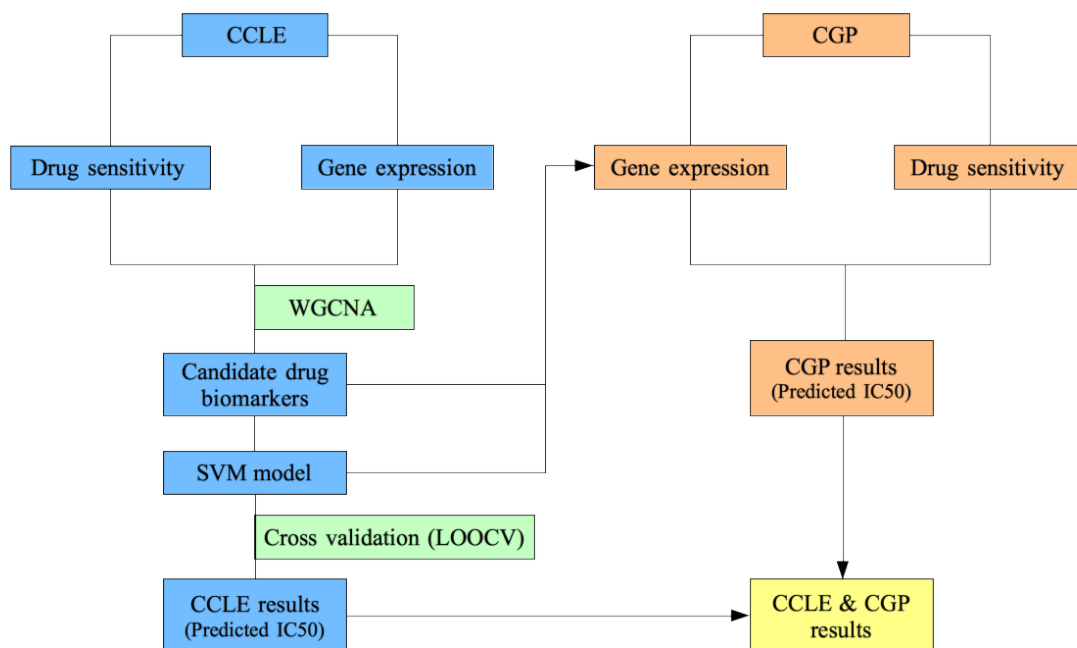 CCLE
CGP
Drug sensitivity
Gene expression
Gene expression
Drug sensitivity
WGCNA
Candidate drug
biomarkers
CGP results
(Predicted IC50)
SVM model
Cross validation (LOOCV)
CCLE results
(Predicted IC50)
CCLE & CGP
results